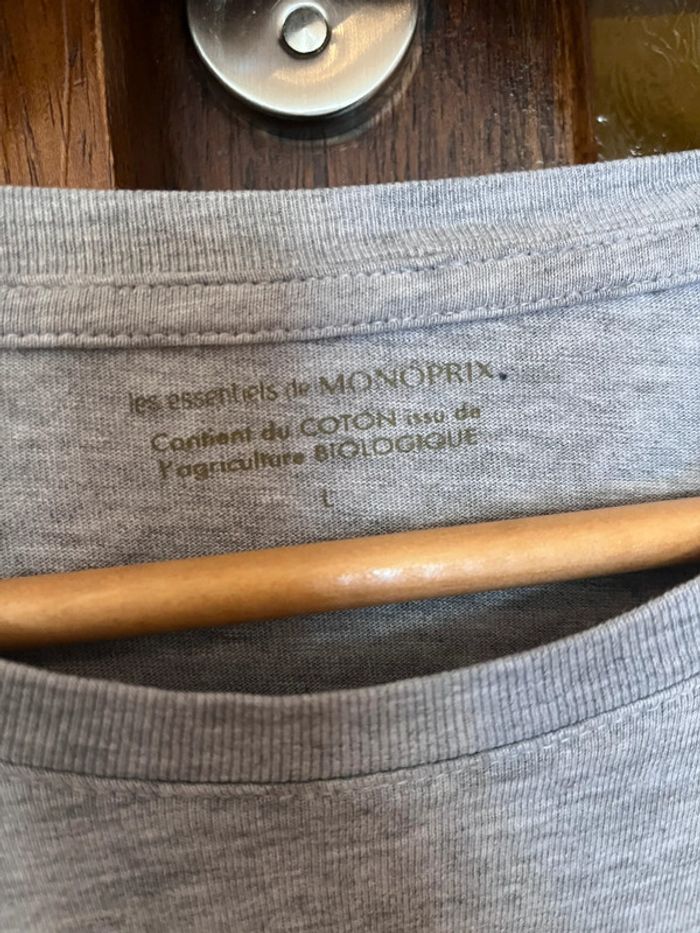 les essentiels de MONOPRIX.
Contient du COTON issu de
l'agriculture BIOLOGIQUE
L